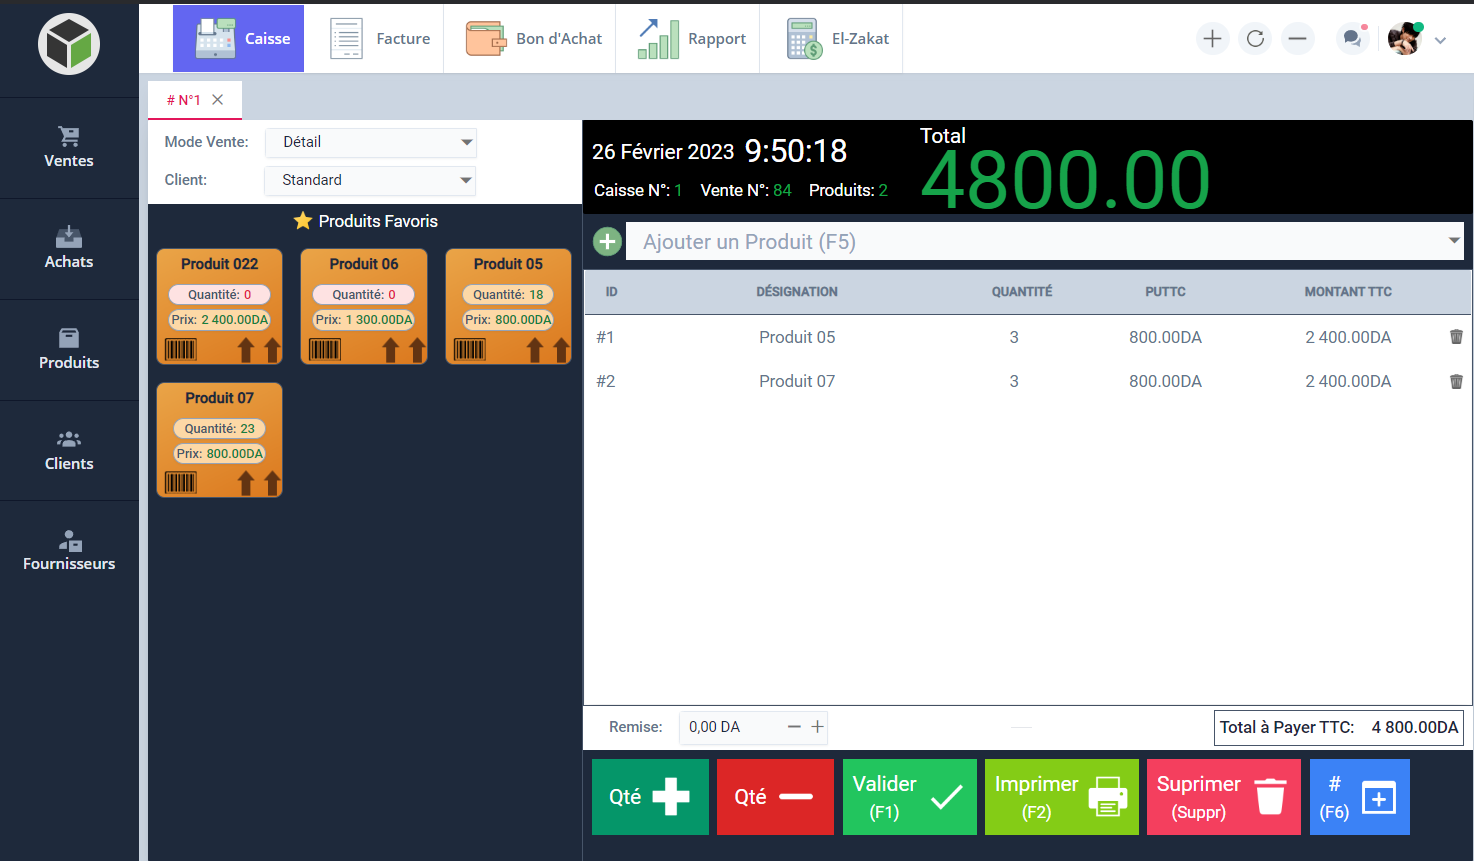 Caisse
Facture
Bon d'Achat
Rapport
El-Zakat
# N°1
Ventes
Achats
Produits
Clients
Fournisseurs
Mode Vente: Détail
Client: Standard
Produits Favoris
Produit 022
Quantité: 0
Prix: 2 400.00DA
Produit 06
Quantité: 0
Prix: 1 300.00DA
Produit 05
Quantité: 18
Prix: 800.00DA
Produit 07
Quantité: 23
Prix: 800.00DA
26 Février 2023 9:50:18
Caisse N°: 1 Vente N°: 84 Produits: 2
Total
4800.00
Ajouter un Produit (F5)
ID DÉSIGNATION QUANTITÉ PUTTC MONTANT TTC
#1 Produit 05 3 800.00DA 2 400.00DA
#2 Produit 07 3 800.00DA 2 400.00DA
Remise: 0,00 DA
Total à Payer TTC: 4 800.00DA
Qté
Qté
Valider
(F1)
Imprimer
(F2)
Suprimer
(Suppr)
#
(F6)